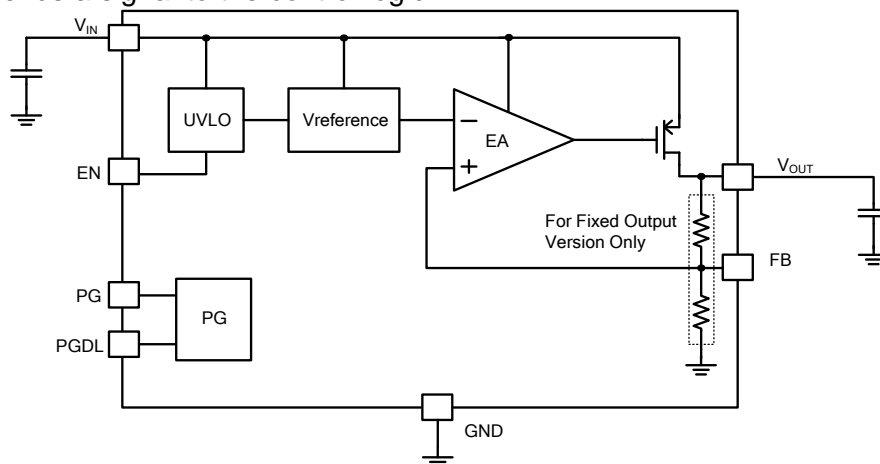 V_IN
UVLO
Vreference
EA
EN
V_OUT
For Fixed Output
Version Only
FB
PG
PG
PGDL
GND